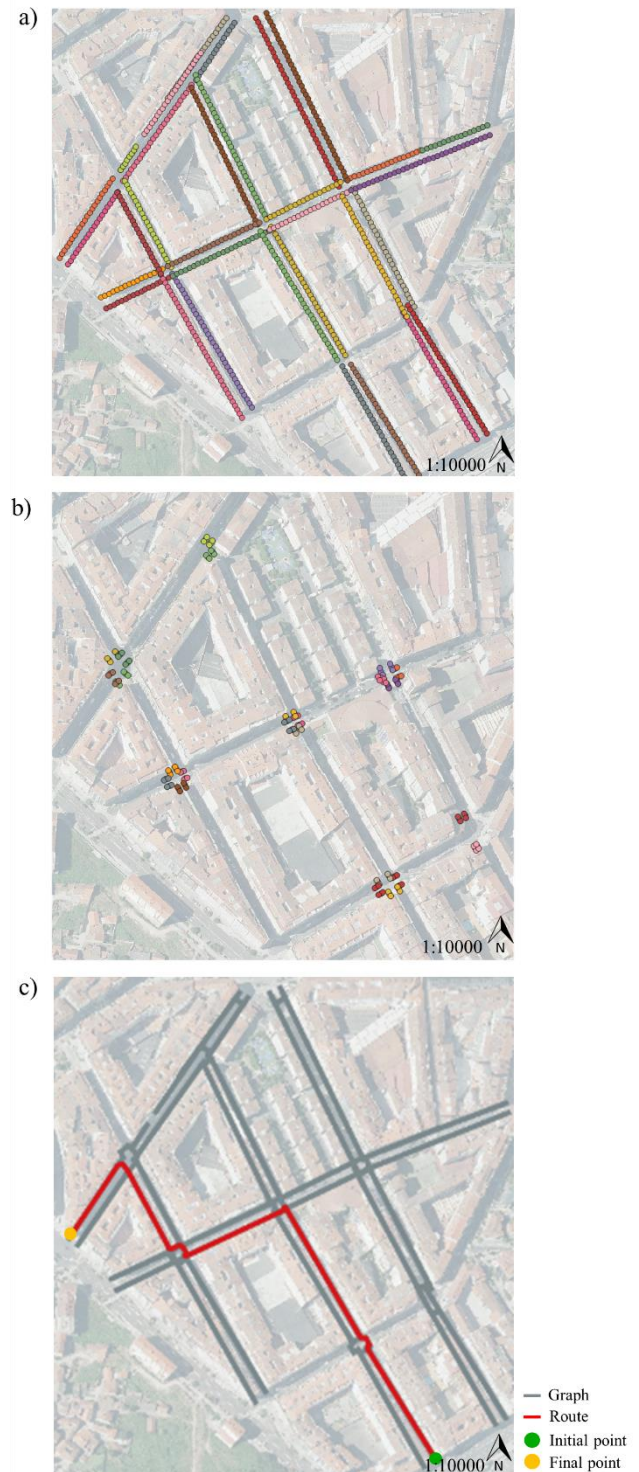 a)
1:10000
N
b)
1:10000
N
c)
1:10000
N
Graph
Route
Initial point
Final point